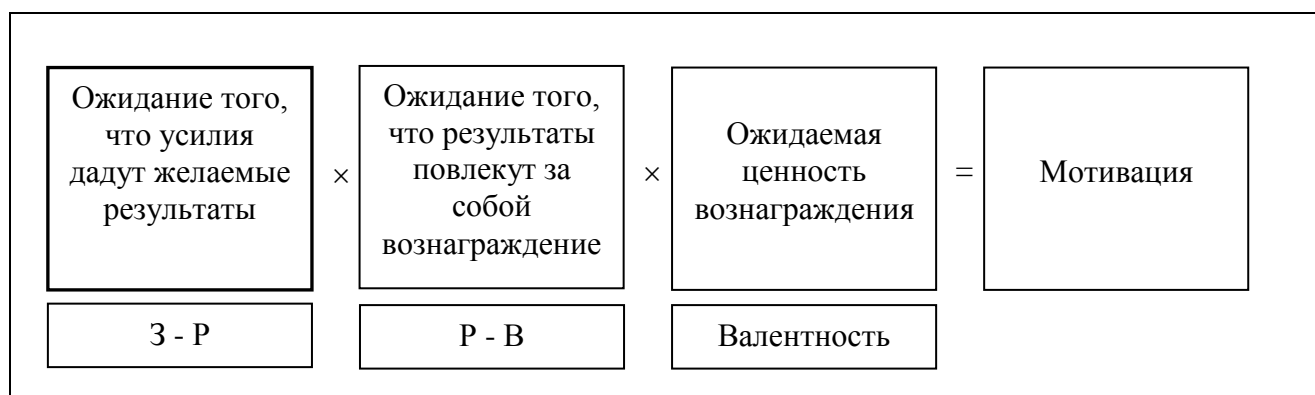 Ожидание того,
что усилия
дадут желаемые
результаты
×
Ожидание того,
что результаты
повлекут за
собой
вознаграждение
×
Ожидаемая
ценность
вознаграждения
=
Мотивация
З - Р
Р - В
Валентность